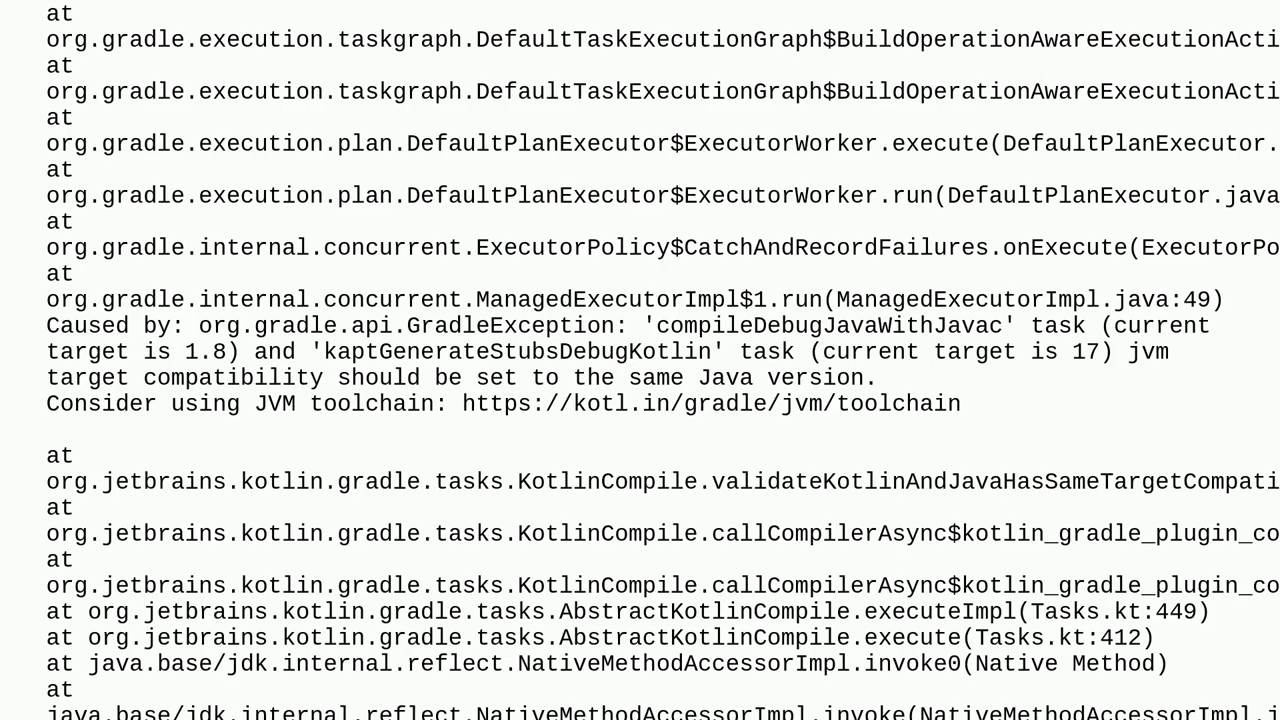 at
org.gradle.execution.taskgraph.DefaultTaskExecutionGraph$BuildOperationAwareExecutionActi
at
org.gradle.execution.taskgraph.DefaultTaskExecutionGraph$BuildOperationAwareExecutionActi
at
org.gradle.execution.plan.DefaultPlanExecutor$ExecutorWorker.execute(DefaultPlanExecutor.
at
org.gradle.execution.plan.DefaultPlanExecutor$ExecutorWorker.run(DefaultPlanExecutor.java
at
org.gradle.internal.concurrent.ExecutorPolicy$CatchAndRecordFailures.onExecute(ExecutorPo
at
org.gradle.internal.concurrent.ManagedExecutorImpl$1.run(ManagedExecutorImpl.java:49)
Caused by: org.gradle.api.GradleException: 'compileDebugJavaWithJavac' task (current
target is 1.8) and 'kaptGenerateStubsDebugKotlin' task (current target is 17) jvm
target compatibility should be set to the same Java version.
Consider using JVM toolchain: https://kotl.in/gradle/jvm/toolchain
at
org.jetbrains.kotlin.gradle.tasks.KotlinCompile.validateKotlinAndJavaHasSameTargetCompati
at
org.jetbrains.kotlin.gradle.tasks.KotlinCompile.callCompilerAsync$kotlin_gradle_plugin_co
at
org.jetbrains.kotlin.gradle.tasks.KotlinCompile.callCompilerAsync$kotlin_gradle_plugin_co
at org.jetbrains.kotlin.gradle.tasks.AbstractKotlinCompile.executeImpl(Tasks.kt:449)
at org.jetbrains.kotlin.gradle.tasks.AbstractKotlinCompile.execute(Tasks.kt:412)
at java.base/jdk.internal.reflect.NativeMethodAccessorImpl.invoke0(Native Method)
at
java.base/jdk.internal.reflect.NativeMethodAccessorImpl.invoke(NativeMethodAccessorImpl.j